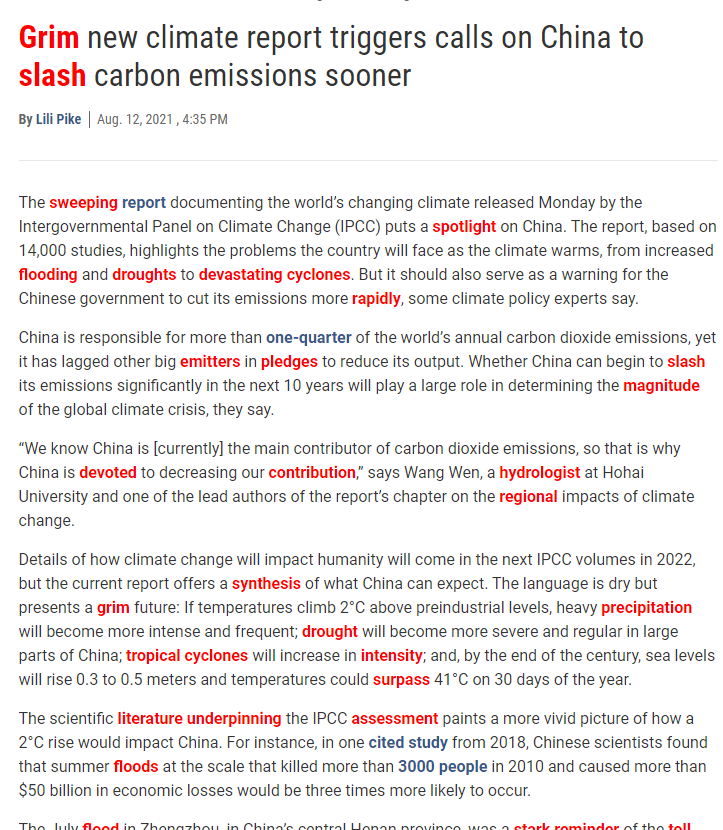 Grim new climate report triggers calls on China to
slash carbon emissions sooner
By Lili Pike | Aug. 12, 2021 , 4:35 PM
The sweeping report documenting the world’s changing climate released Monday by the
Intergovernmental Panel on Climate Change (IPCC) puts a spotlight on China. The report, based on
14,000 studies, highlights the problems the country will face as the climate warms, from increased
flooding and droughts to devastating cyclones. But it should also serve as a warning for the
Chinese government to cut its emissions more rapidly, some climate policy experts say.
China is responsible for more than one-quarter of the world’s annual carbon dioxide emissions, yet
it has lagged other big emitters in pledges to reduce its output. Whether China can begin to slash
its emissions significantly in the next 10 years will play a large role in determining the magnitude
of the global climate crisis, they say.
“We know China is [currently] the main contributor of carbon dioxide emissions, so that is why
China is devoted to decreasing our contribution,” says Wang Wen, a hydrologist at Hohai
University and one of the lead authors of the report’s chapter on the regional impacts of climate
change.
Details of how climate change will impact humanity will come in the next IPCC volumes in 2022,
but the current report offers a synthesis of what China can expect. The language is dry but
presents a grim future: If temperatures climb 2°C above preindustrial levels, heavy precipitation
will become more intense and frequent; drought will become more severe and regular in large
parts of China; tropical cyclones will increase in intensity; and, by the end of the century, sea levels
will rise 0.3 to 0.5 meters and temperatures could surpass 41°C on 30 days of the year.
The scientific literature underpinning the IPCC assessment paints a more vivid picture of how a
2°C rise would impact China. For instance, in one cited study from 2018, Chinese scientists found
that summer floods at the scale that killed more than 3000 people in 2010 and caused more than
$50 billion in economic losses would be three times more likely to occur.
The July flood in Zhengzhou, in China’s central Henan province, was a stark reminder of the toll